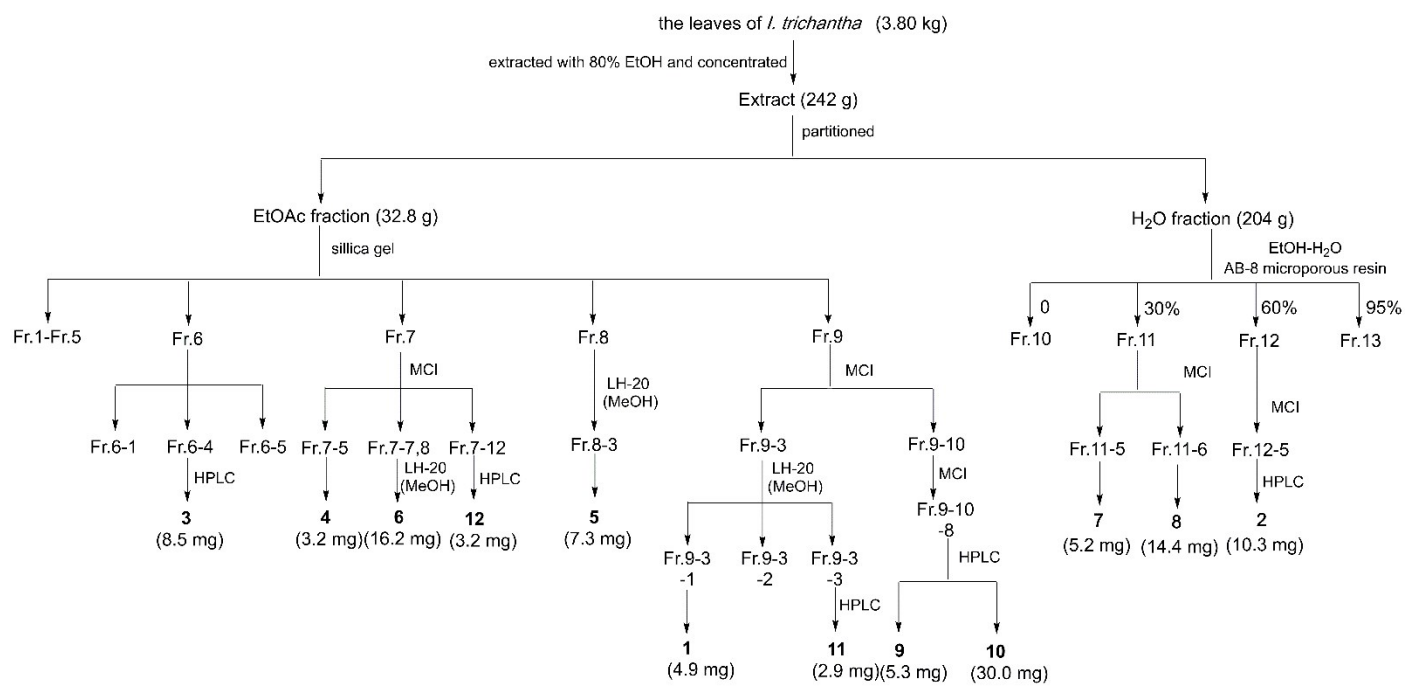 the leaves of I. trichantha (3.80 kg)
extracted with 80% EtOH and concentrated
Extract (242 g)
partitioned
EtOAc fraction (32.8 g)
H₂O fraction (204 g)
sillica gel
EtOH-H₂O
AB-8 microporous resin
0
30%
60%
95%
Fr.1-Fr.5
Fr.6
Fr.7
Fr.8
Fr.9
Fr.10
Fr.11
Fr.12
Fr.13
MCI
LH-20
(MeOH)
MCI
MCI
MCI
Fr.6-1
Fr.6-4
Fr.6-5
Fr.7-5
Fr.7-7,8
Fr.7-12
Fr.8-3
Fr.9-3
Fr.9-10
Fr.11-5
Fr.11-6
Fr.12-5
HPLC
LH-20
(MeOH)
HPLC
LH-20
(MeOH)
MCI
HPLC
3
(8.5 mg)
4
(3.2 mg)
6
(16.2 mg)
12
(3.2 mg)
5
(7.3 mg)
Fr.9-10
-8
7
(5.2 mg)
8
(14.4 mg)
2
(10.3 mg)
Fr.9-3
-1
Fr.9-3
-2
Fr.9-3
-3
HPLC
HPLC
1
(4.9 mg)
11
(2.9 mg)
9
(5.3 mg)
10
(30.0 mg)